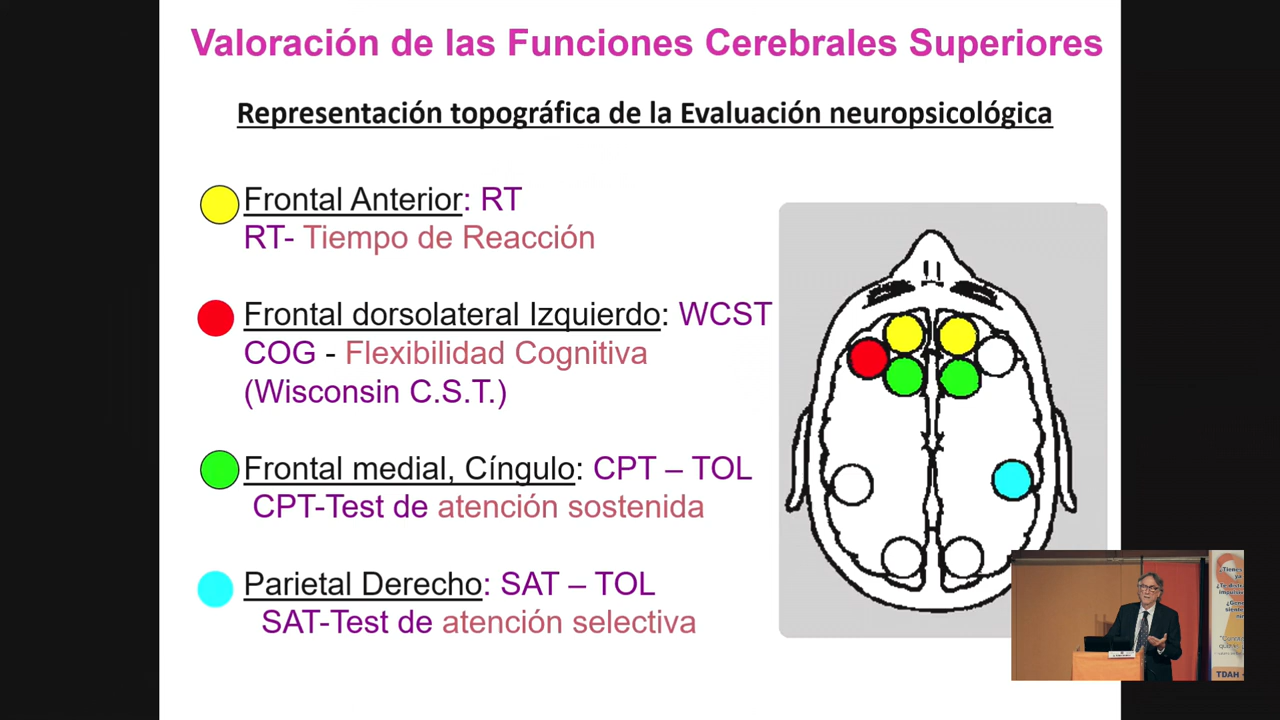 Valoración de las Funciones Cerebrales Superiores
Representación topográfica de la Evaluación neuropsicológica
Frontal Anterior: RT
RT- Tiempo de Reacción
Frontal dorsolateral Izquierdo: WCST
COG - Flexibilidad Cognitiva
(Wisconsin C.S.T.)
Frontal medial, Cíngulo: CPT – TOL
CPT-Test de atención sostenida
Parietal Derecho: SAT – TOL
SAT-Test de atención selectiva
TDAH